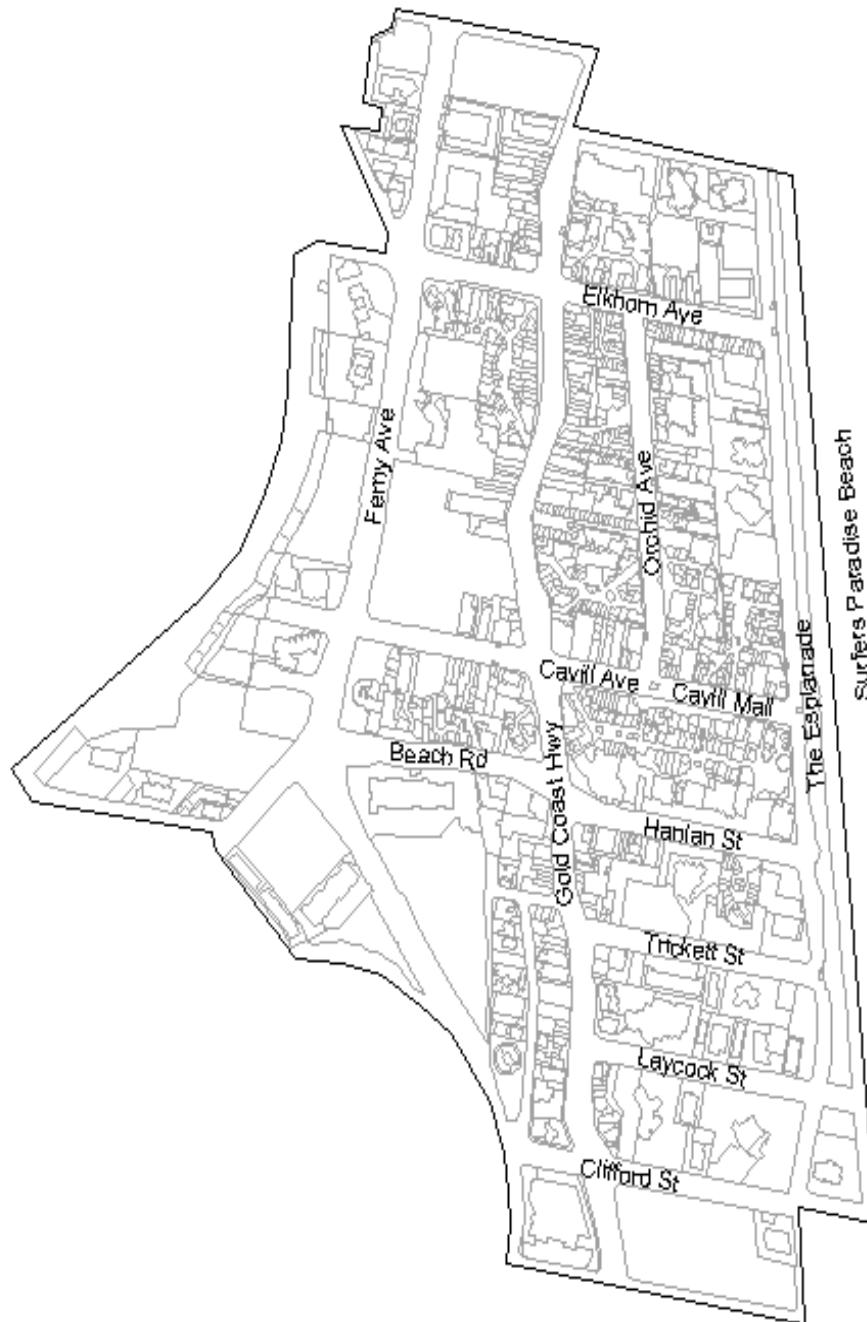 Elkhorn Ave
Ferny Ave
Orchid Ave
Surfers Paradise Beach
Cavill Ave
Cavill Mall
The Esplanade
Beach Rd
Gold Coast Hwy
Hanlan St
Trickett St
Laycock St
Clifford St